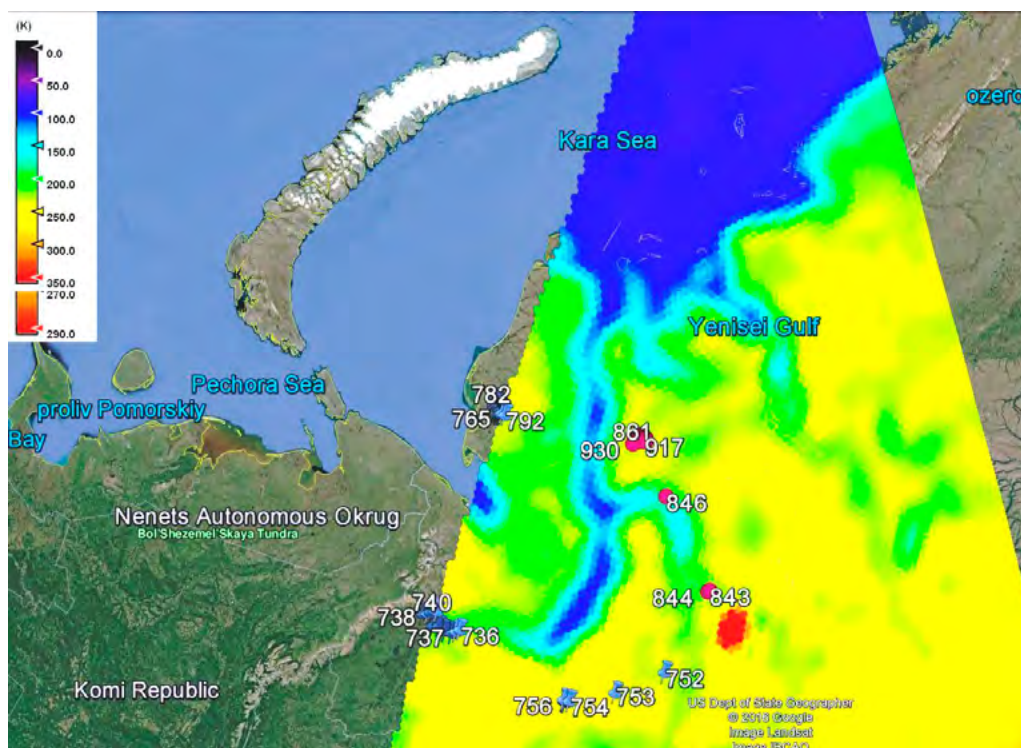 (K)
0.0
50.0
100.0
150.0
200.0
250.0
300.0
350.0
270.0
290.0
ozero
Kara Sea
Yenisei Gulf
Pechora Sea
proliv Pomorskiy
Bay
782
765 792
861
930 917
846
Nenets Autonomous Okrug
Bol'Shezemel'Skaya Tundra
844 843
740
738
737 736
752
753
756 754
Komi Republic
US Dept of State Geographer
© 2016 Google
Image Landsat